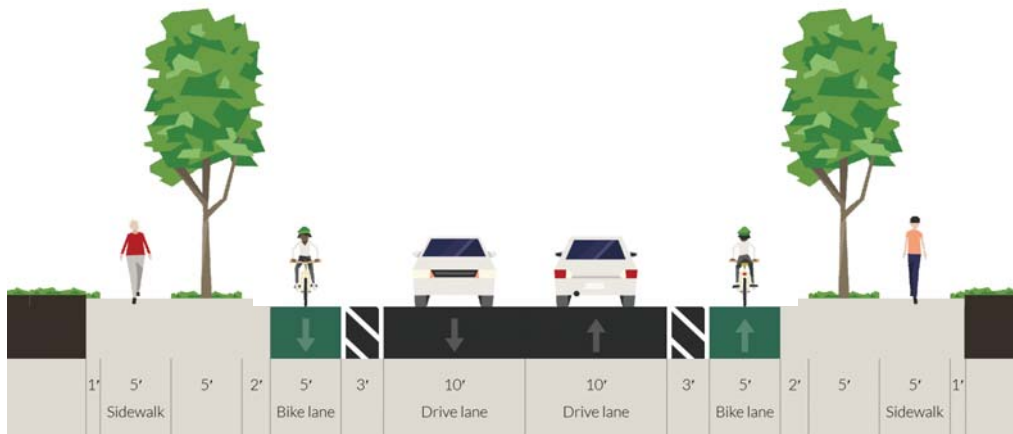 1′ 5′ 5′ 2′ 5′ 3′ 10′ 10′ 3′ 5′ 2′ 5′ 5′ 1′
Sidewalk Bike lane Drive lane Drive lane Bike lane Sidewalk